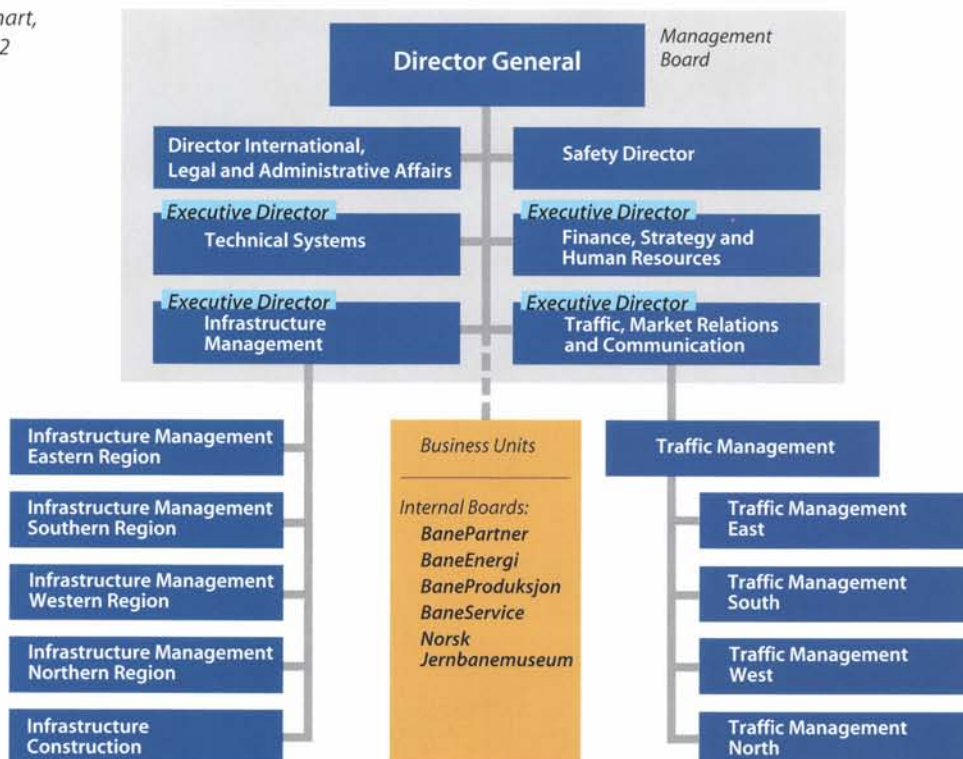 2
Management
Board
Director General
Director International,
Legal and Administrative Affairs
Safety Director
Executive Director
Technical Systems
Executive Director
Finance, Strategy and
Human Resources
Executive Director
Infrastructure
Management
Executive Director
Traffic, Market Relations
and Communication
Infrastructure Management
Eastern Region
Infrastructure Management
Southern Region
Infrastructure Management
Western Region
Infrastructure Management
Northern Region
Infrastructure
Construction
Business Units
Internal Boards:
BanePartner
BaneEnergi
BaneProduksjon
BaneService
Norsk
Jernbanemuseum
Traffic Management
Traffic Management
East
Traffic Management
South
Traffic Management
West
Traffic Management
North